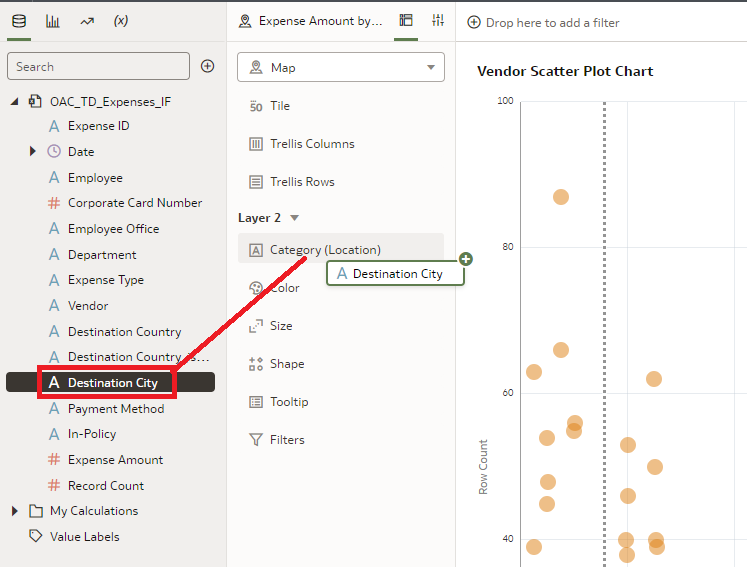 (x)
Search
OAC_TD_Expenses_IF
A Expense ID
Date
A Employee
# Corporate Card Number
A Employee Office
A Department
A Expense Type
A Vendor
A Destination Country
A Destination Country
A Destination City
A Payment Method
A In-Policy
# Expense Amount
# Record Count
My Calculations
Value Labels
Expense Amount by...
Map
50 Tile
Trellis Columns
Trellis Rows
Layer 2
A Category (Location)
A Destination City
Color
Size
Shape
Tooltip
Filters
Drop here to add a filter
Vendor Scatter Plot Chart
100
80
60
40
Row Count